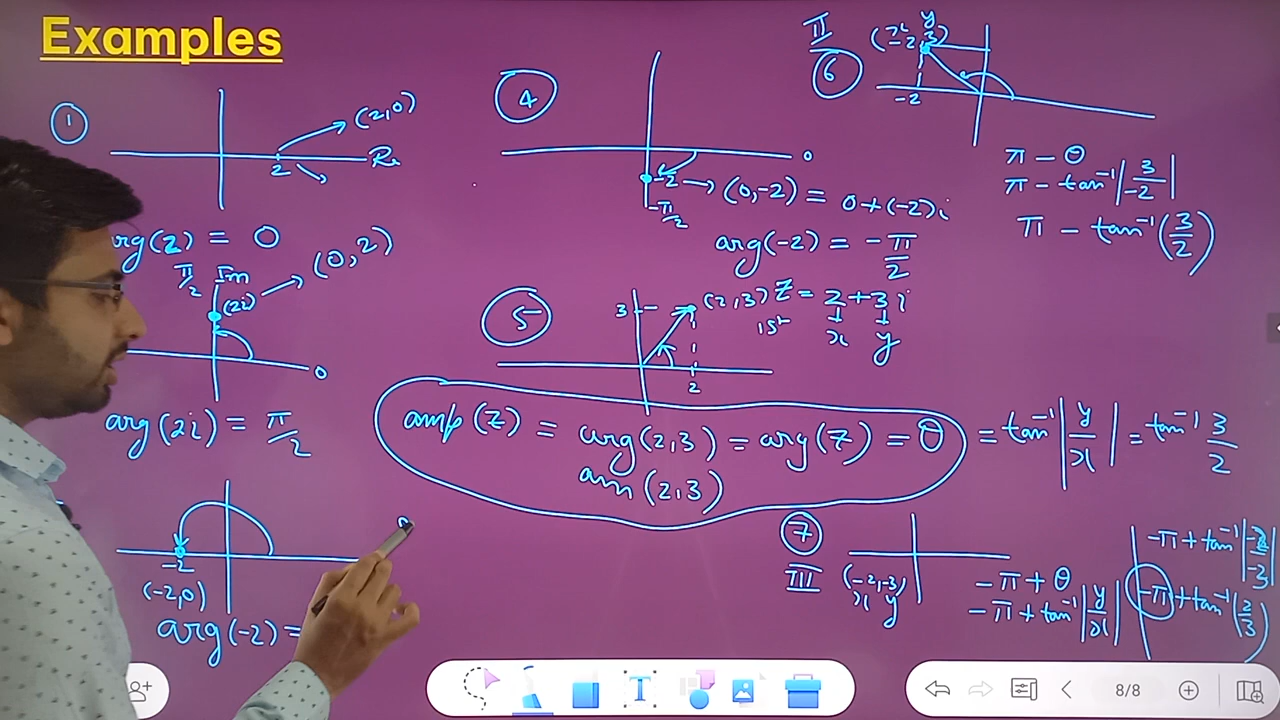 Examples
①
(2,0)
2
Re
arg(z) = 0
π/2
Im
(2i)
(0,2)
0
arg(2i) = π/2
-2
(-2,0)
arg(-2) =
④
0
-2 → (0,-2) = 0+(-2)i
-π/2
arg(-2) = -π/2
⑤
3
(2,3) z = 2+3i
1st
x
y
2
amp(z) = arg(2,3) = arg(z) = θ = tan⁻¹|y/x| = tan⁻¹ 3/2
am(2,3)
II
⑥
y
(-2,3)
-2
π - θ
π - tan⁻¹|3/-2|
π - tan⁻¹(3/2)
⑦
III
(-2,-3)
x y
-π + θ
-π + tan⁻¹|y/x|
-π + tan⁻¹|-2/-3|
-π + tan⁻¹(2/3)
8/8